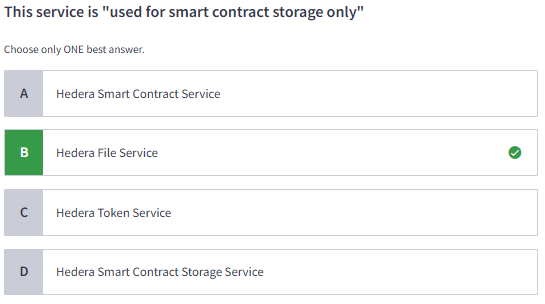 This service is "used for smart contract storage only"
Choose only ONE best answer.
A Hedera Smart Contract Service
B Hedera File Service
C Hedera Token Service
D Hedera Smart Contract Storage Service